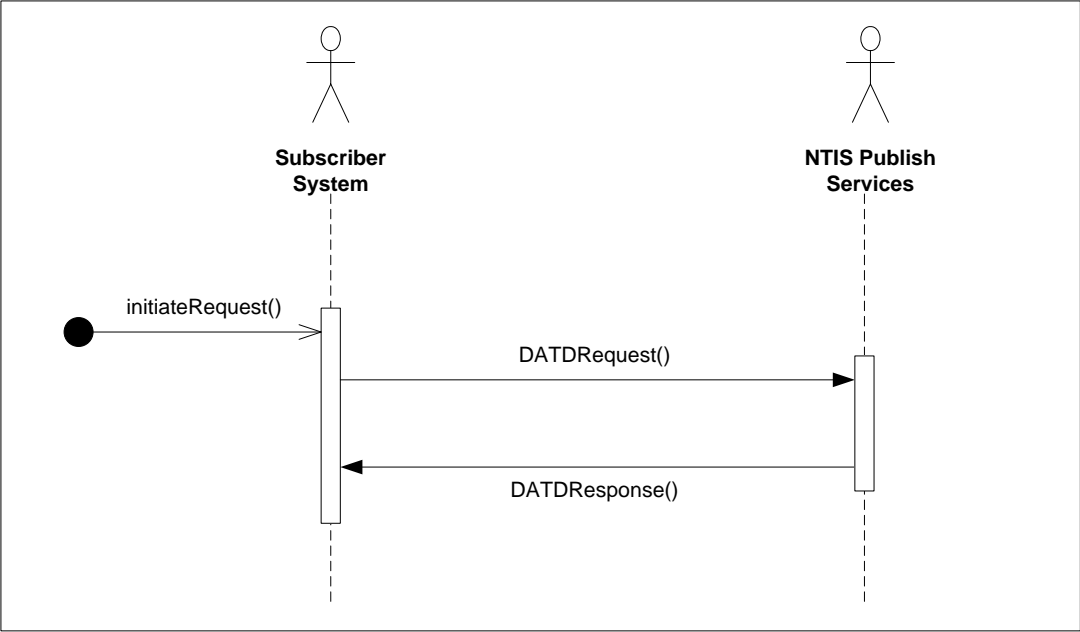 Subscriber
System
NTIS Publish
Services
initiateRequest()
DATDRequest()
DATDResponse()